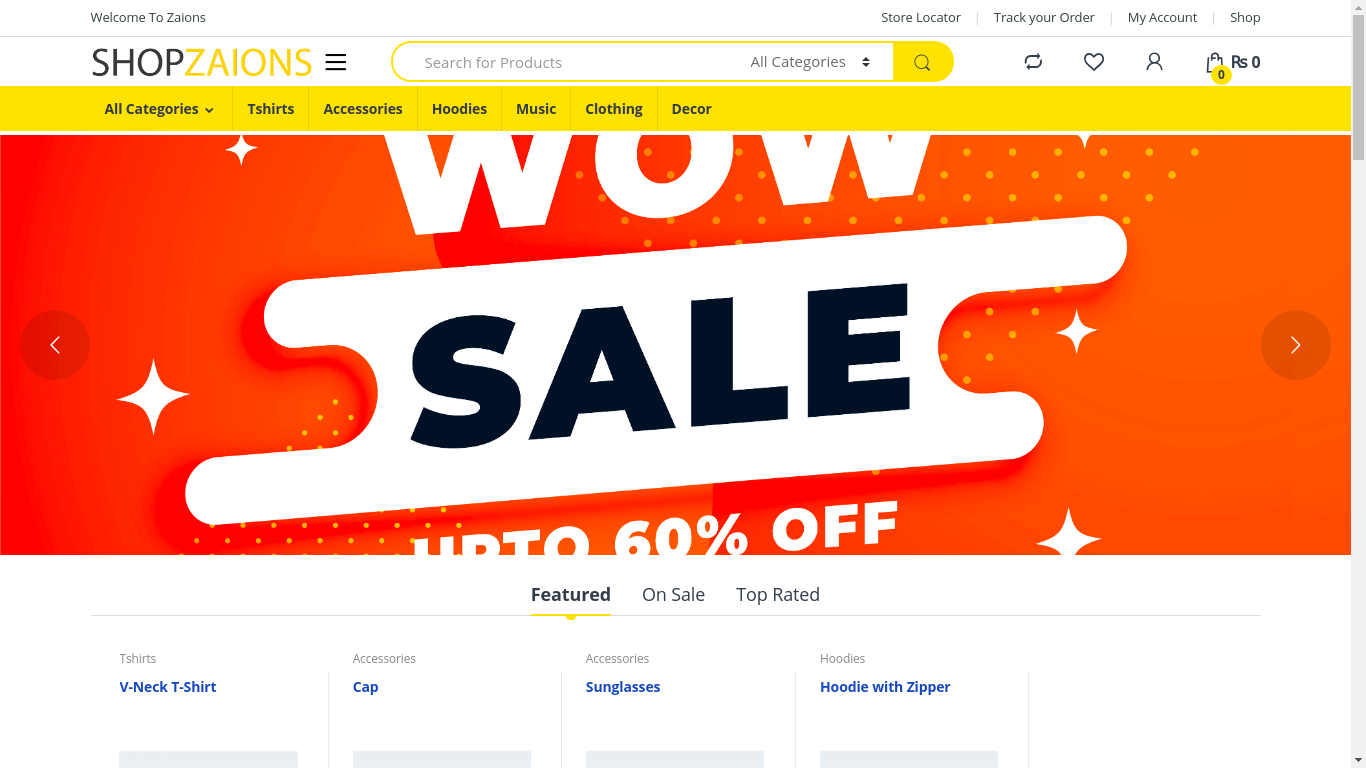 Welcome To Zaions
Store Locator
Track your Order
My Account
Shop
SHOPZAIONS
Search for Products
All Categories
0
₨ 0
All Categories
Tshirts
Accessories
Hoodies
Music
Clothing
Decor
WOW
SALE
UPTO 60% OFF
Featured
On Sale
Top Rated
Tshirts
Accessories
Accessories
Hoodies
V-Neck T-Shirt
Cap
Sunglasses
Hoodie with Zipper